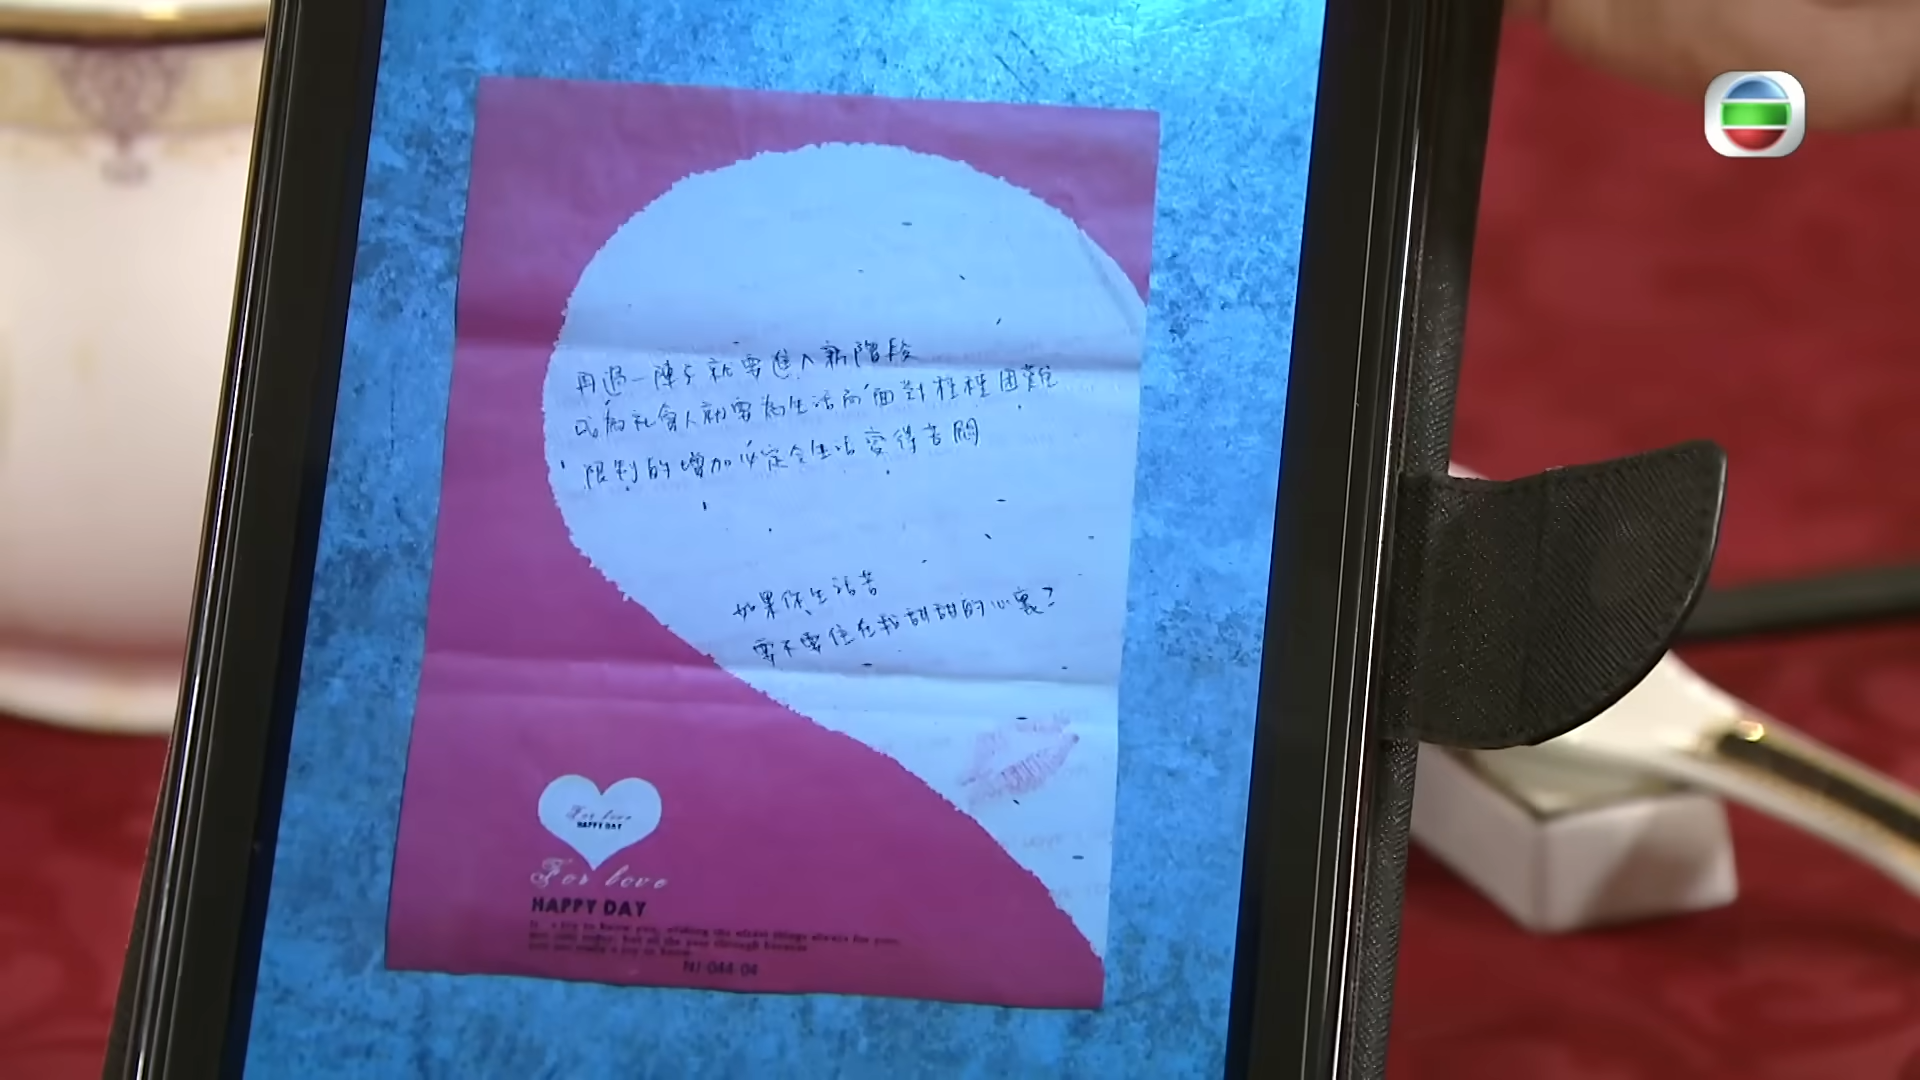 再過一陣子就要進入新階段
成為社會人就要為生活而面對種種困難
限制的增加必定令生活變得苦悶
如果你生活苦
要不要住在我甜甜的心裏?
For love
HAPPY DAY
For love
HAPPY DAY
NJ-044-04